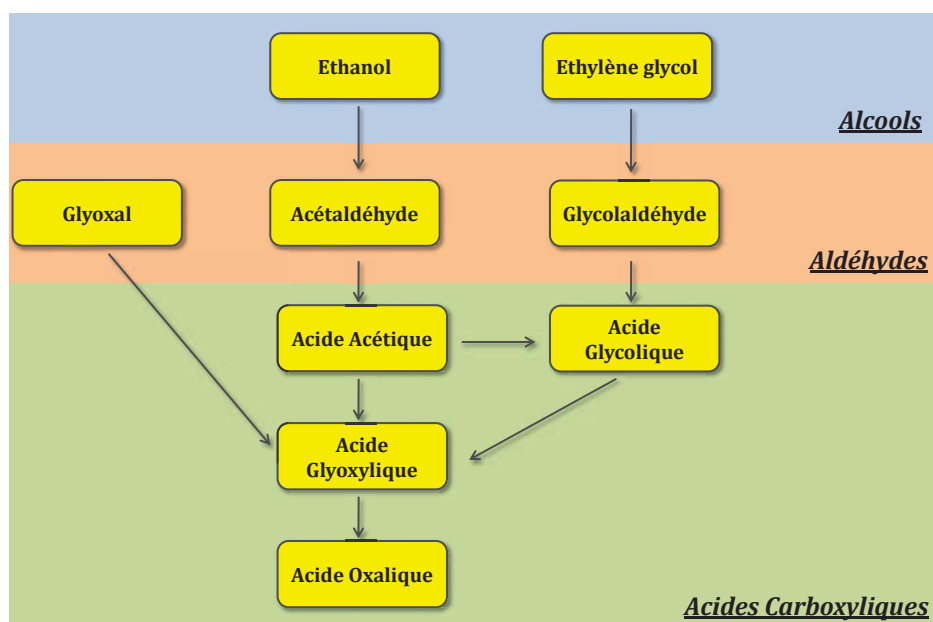 Ethanol
Ethylène glycol
Alcools
Glyoxal
Acétaldéhyde
Glycolaldéhyde
Aldéhydes
Acide Acétique
Acide
Glycolique
Acide
Glyoxylique
Acide Oxalique
Acides Carboxyliques